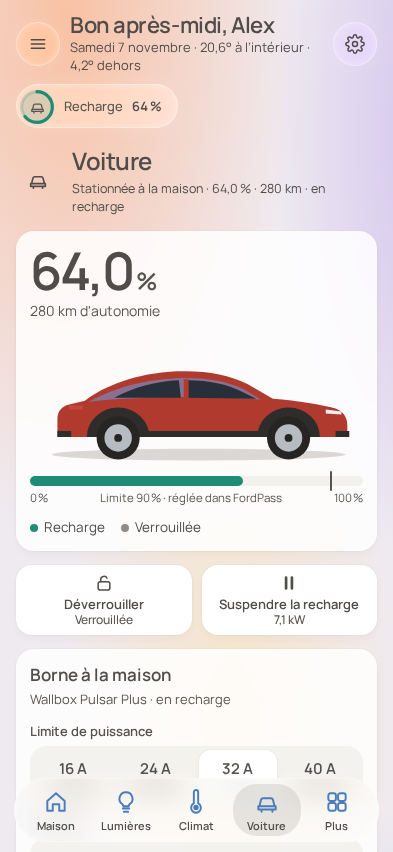 Bon après-midi, Alex
Samedi 7 novembre · 20,6° à l'intérieur ·
4,2° dehors
Recharge 64 %
Voiture
Stationnée à la maison · 64,0 % · 280 km · en
recharge
64,0 %
280 km d'autonomie
0 % Limite 90 % · réglée dans FordPass 100 %
Recharge Verrouillée
Déverrouiller
Verrouillée
Suspendre la recharge
7,1 kW
Borne à la maison
Wallbox Pulsar Plus · en recharge
Limite de puissance
16 A 24 A 32 A 40 A
Maison Lumières Climat Voiture Plus